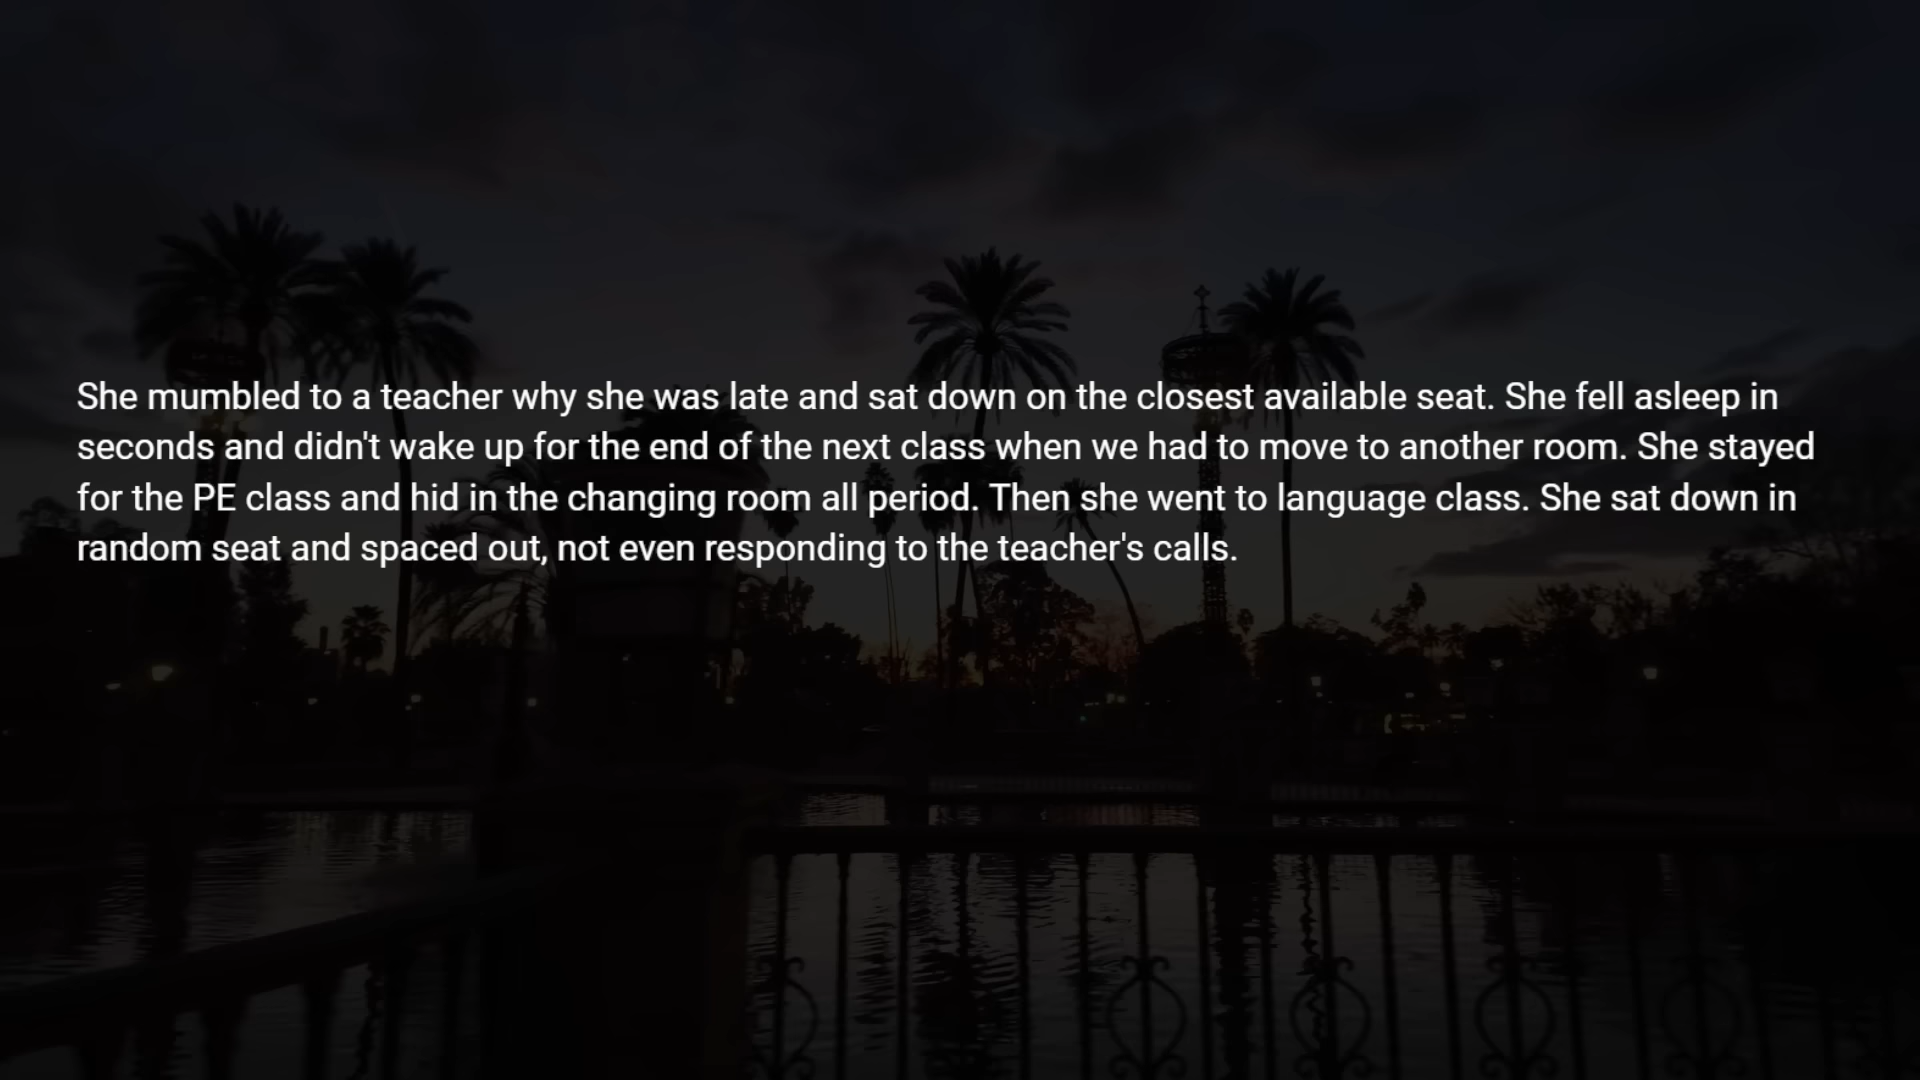 She mumbled to a teacher why she was late and sat down on the closest available seat. She fell asleep in
seconds and didn't wake up for the end of the next class when we had to move to another room. She stayed
for the PE class and hid in the changing room all period. Then she went to language class. She sat down in
random seat and spaced out, not even responding to the teacher's calls.